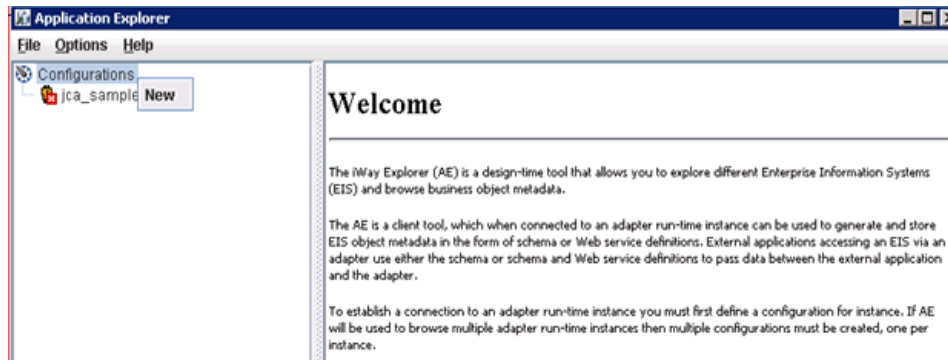 Application Explorer
File Options Help
Configurations
jca_sample
New
Welcome
The iWay Explorer (AE) is a design-time tool that allows you to explore different Enterprise Information Systems
(EIS) and browse business object metadata.
The AE is a client tool, which when connected to an adapter run-time instance can be used to generate and store
EIS object metadata in the form of schema or Web service definitions. External applications accessing an EIS via an
adapter use either the schema or schema and Web service definitions to pass data between the external application
and the adapter.
To establish a connection to an adapter run-time instance you must first define a configuration for instance. If AE
will be used to browse multiple adapter run-time instances then multiple configurations must be created, one per
instance.